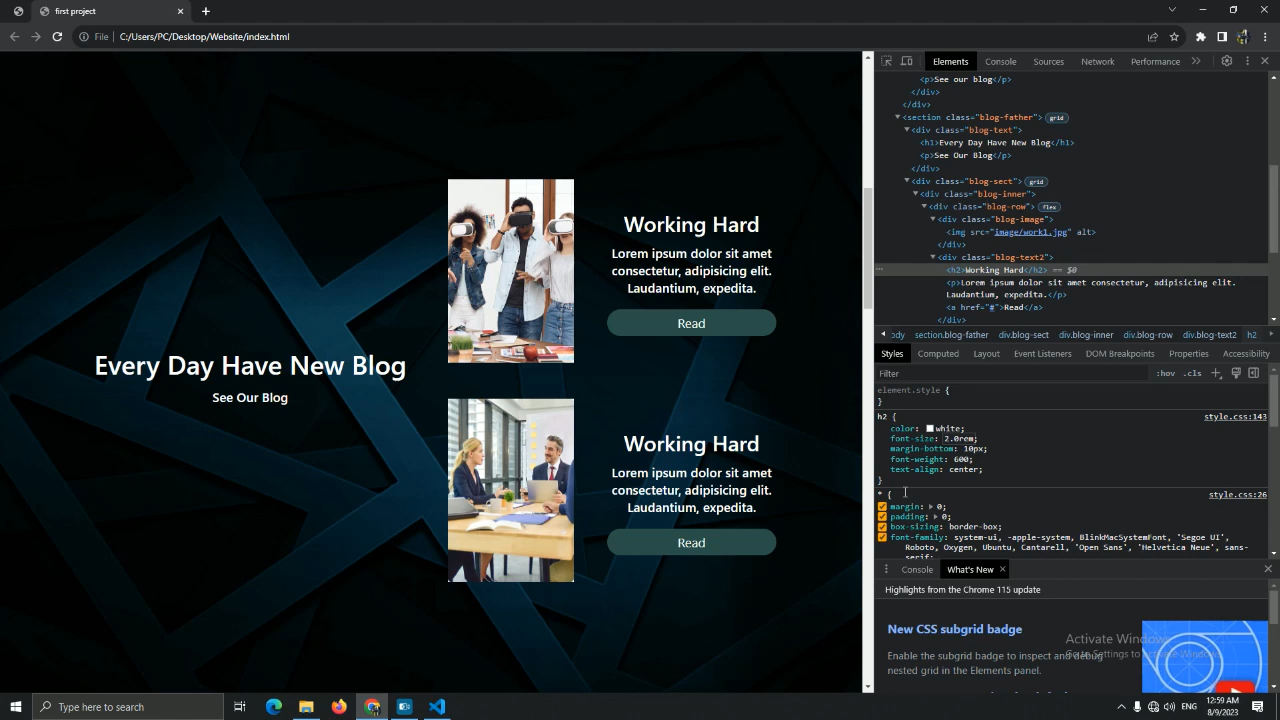 first project
File
C:/Users/PC/Desktop/Website/index.html
Every Day Have New Blog
See Our Blog
Working Hard
Lorem ipsum dolor sit amet
consectetur, adipisicing elit.
Laudantium, expedita.
Read
Working Hard
Lorem ipsum dolor sit amet
consectetur, adipisicing elit.
Laudantium, expedita.
Read
Elements Console Sources Network Performance
<p>See our blog</p>
</div>
</div>
<section class="blog-father"> grid
<div class="blog-text">
<h1>Every Day Have New Blog</h1>
<p>See Our Blog</p>
</div>
<div class="blog-sect"> grid
<div class="blog-inner">
<div class="blog-row"> flex
<div class="blog-image">
<img src="image/work1.jpg" alt>
</div>
<div class="blog-text2">
<h2>Working Hard</h2> == $0
<p>Lorem ipsum dolor sit amet consectetur, adipisicing elit.
Laudantium, expedita.</p>
<a href="#">Read</a>
</div>
ody section.blog-father div.blog-sect div.blog-inner div.blog-row div.blog-text2 h2
Styles Computed Layout Event Listeners DOM Breakpoints Properties Accessibility
Filter :hov .cls
element.style {
}
h2 { style.css:143
color: white;
font-size: 2.0rem;
margin-bottom: 10px;
font-weight: 600;
text-align: center;
}
* { style.css:26
margin: 0;
padding: 0;
box-sizing: border-box;
font-family: system-ui, -apple-system, BlinkMacSystemFont, 'Segoe UI',
Roboto, Oxygen, Ubuntu, Cantarell, 'Open Sans', 'Helvetica Neue', sans-
serif;
Console What's New
Highlights from the Chrome 115 update
New CSS subgrid badge
Enable the subgrid badge to inspect and debug
nested grid in the Elements panel.
Activate Windows
Go to Settings to activate Windows.
Type here to search
ENG
12:59 AM
8/9/2023